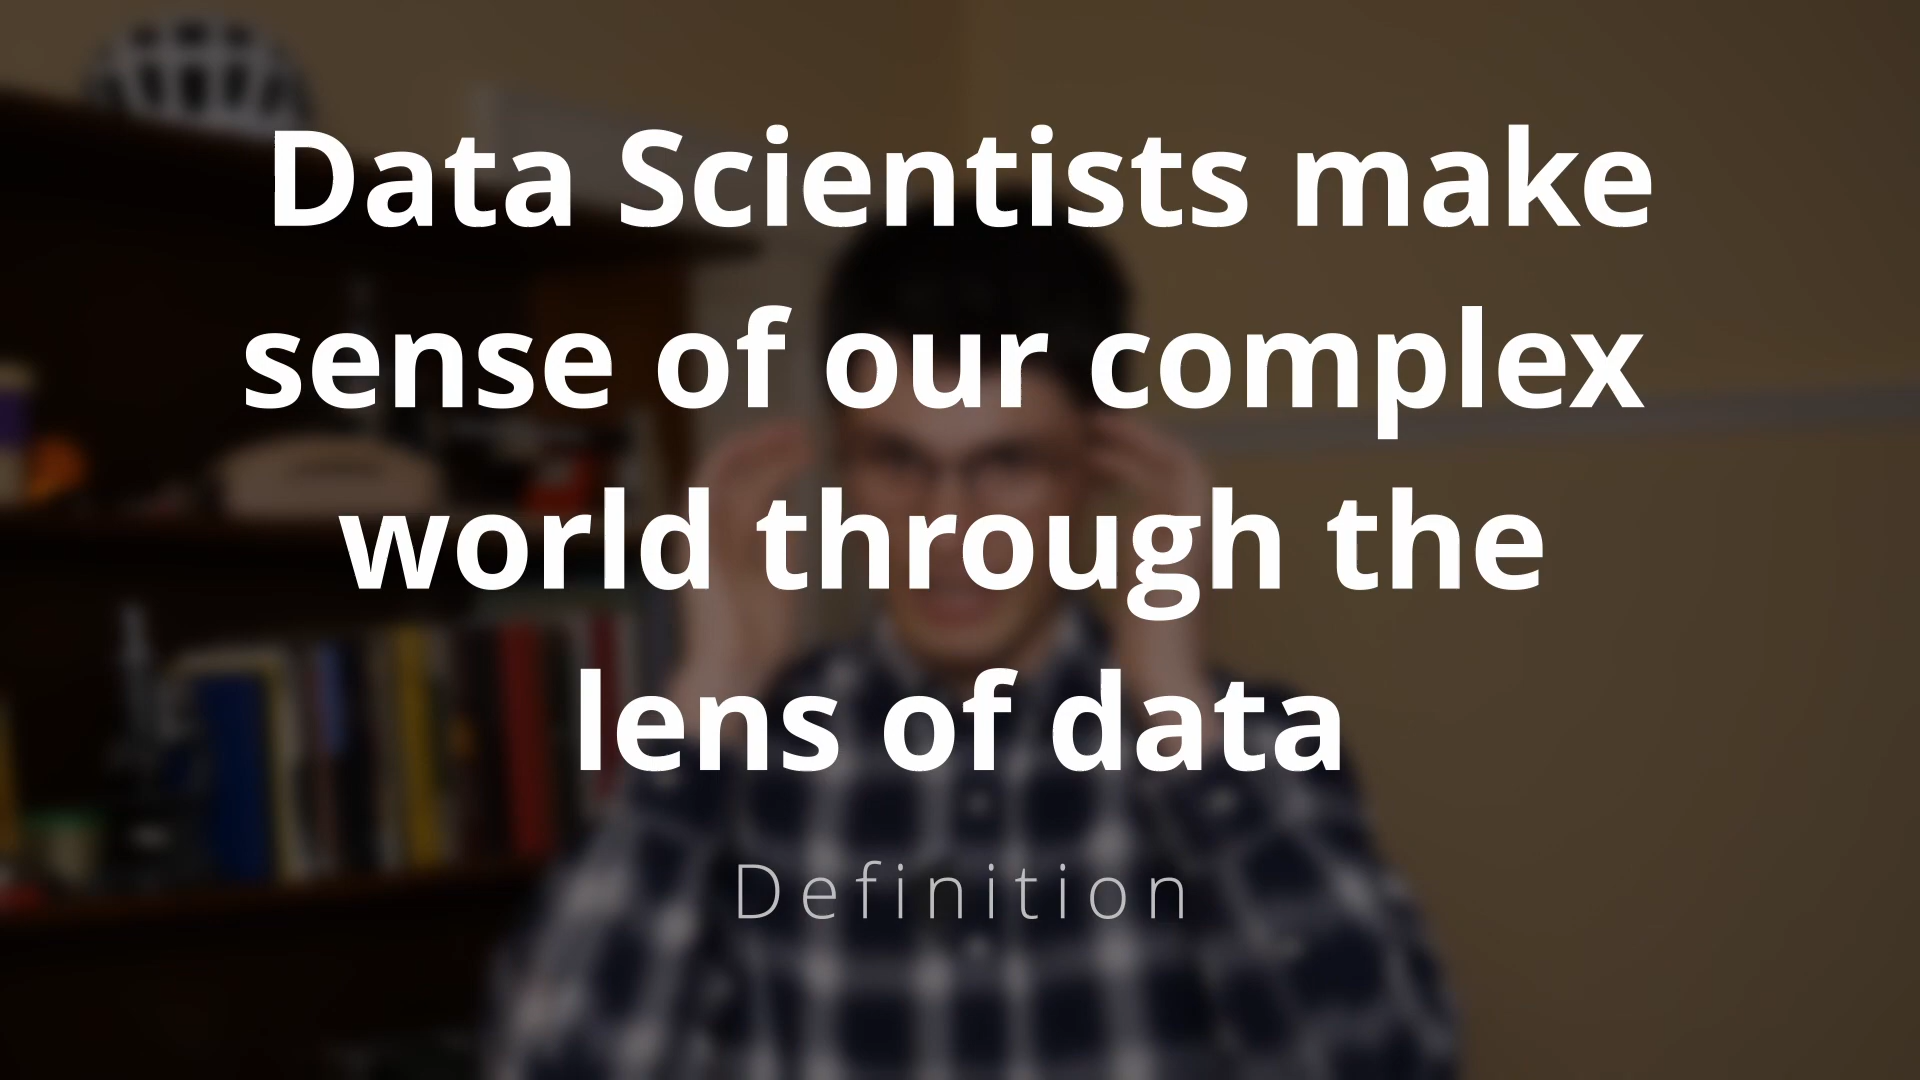 Data Scientists make
sense of our complex
world through the
lens of data
Definition